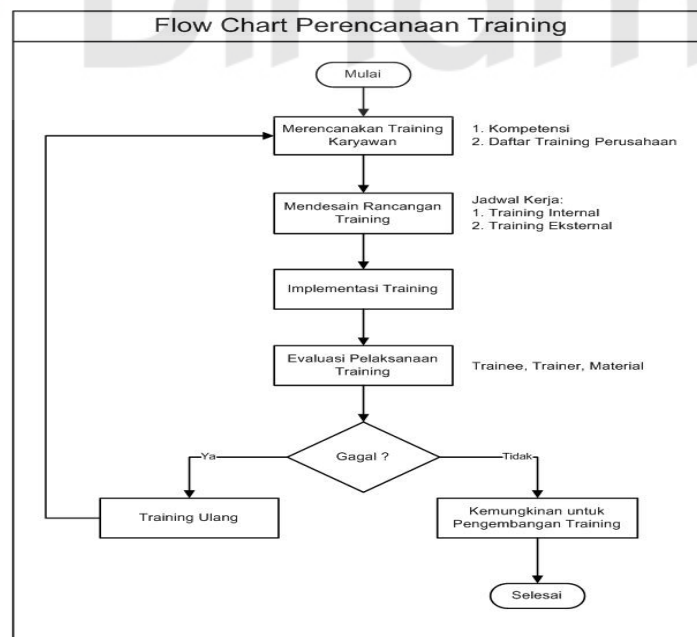 Flow Chart Perencanaan Training
Mulai
Merencanakan Training
Karyawan
1. Kompetensi
2. Daftar Training Perusahaan
Mendesain Rancangan
Training
Jadwal Kerja:
1. Training Internal
2. Training Eksternal
Implementasi Training
Evaluasi Pelaksanaan
Training
Trainee, Trainer, Material
Gagal ?
Ya
Tidak
Training Ulang
Kemungkinan untuk
Pengembangan Training
Selesai